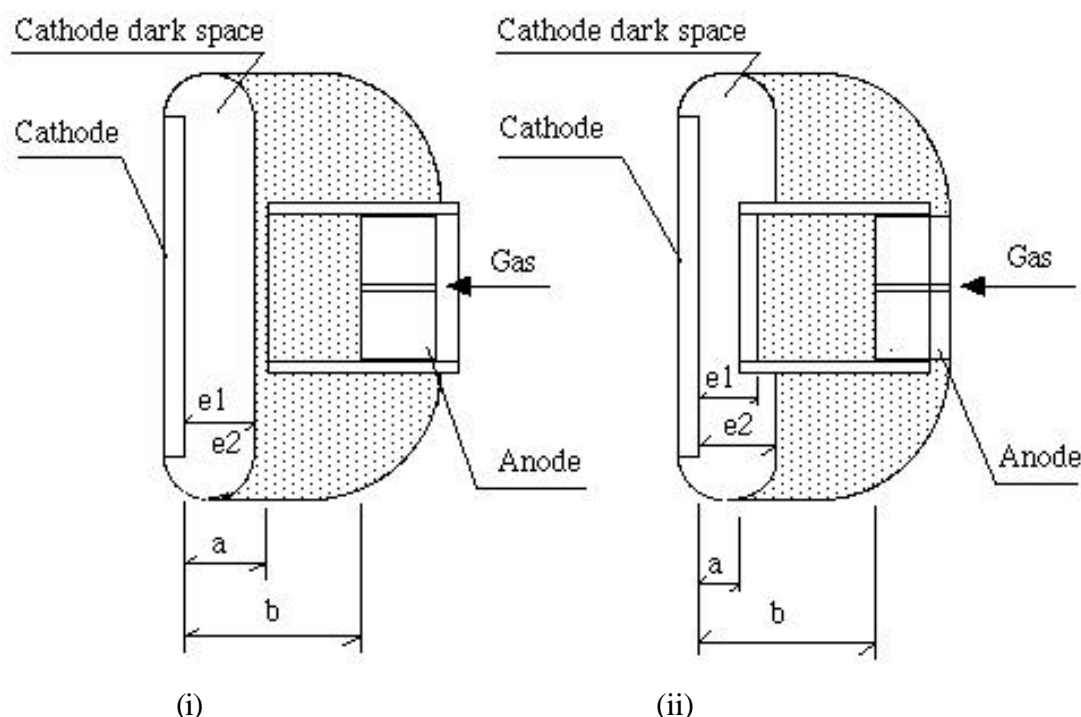 Cathode dark space
Cathode
Gas
e1
e2
Anode
a
b
(i)
Cathode dark space
Cathode
Gas
e1
e2
Anode
a
b
(ii)